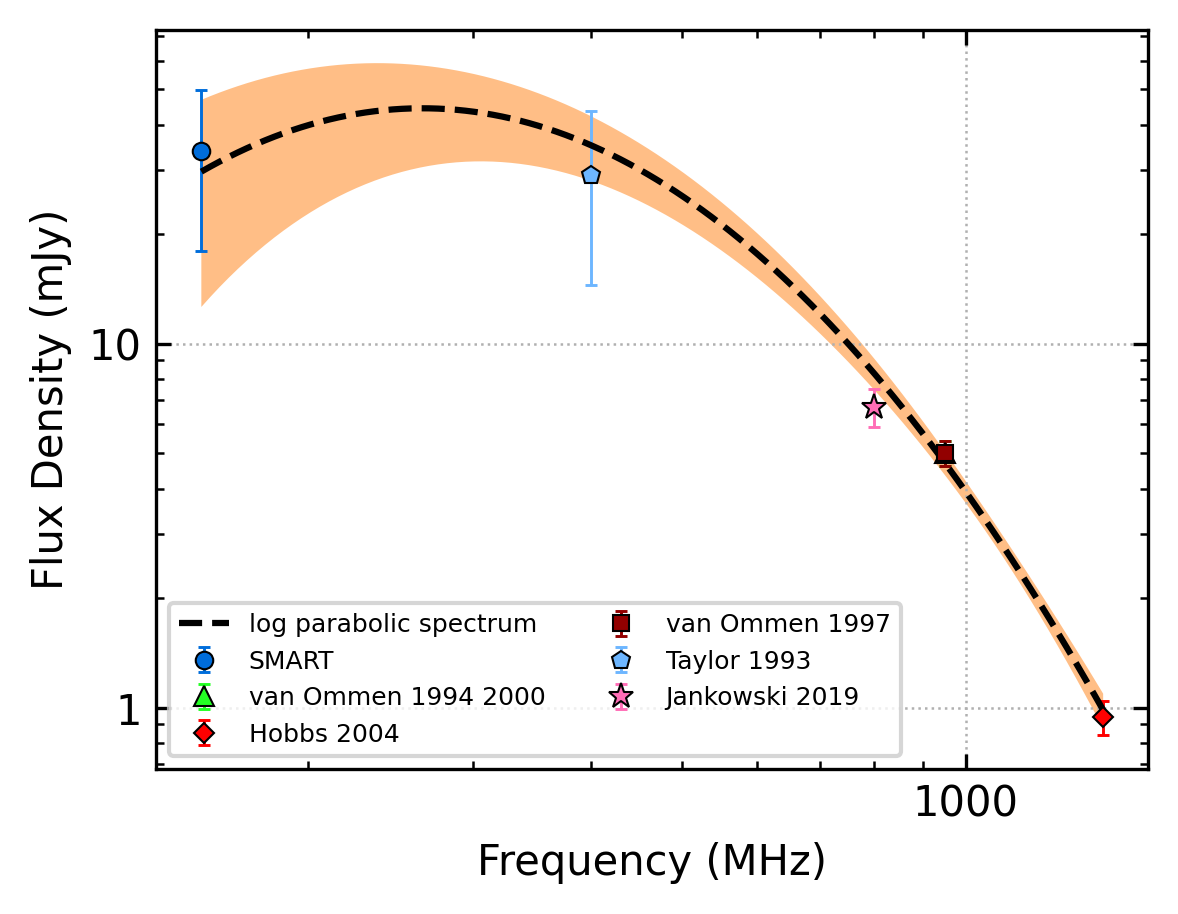 Flux Density (mJy)
10
1
log parabolic spectrum
SMART
van Ommen 1994 2000
Hobbs 2004
van Ommen 1997
Taylor 1993
Jankowski 2019
1000
Frequency (MHz)